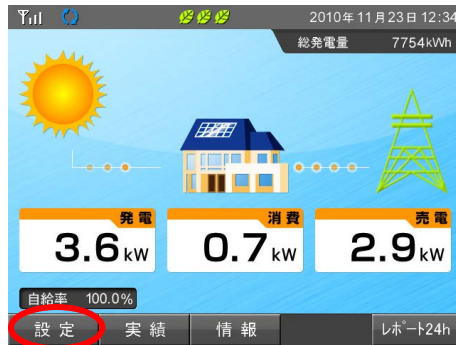 2010年11月23日 12:34
総発電量 7754kWh
発電 消費 売電
3.6kW 0.7kW 2.9kW
自給率 100.0%
設定 実績 情報 ﾚﾎﾟｰﾄ24h